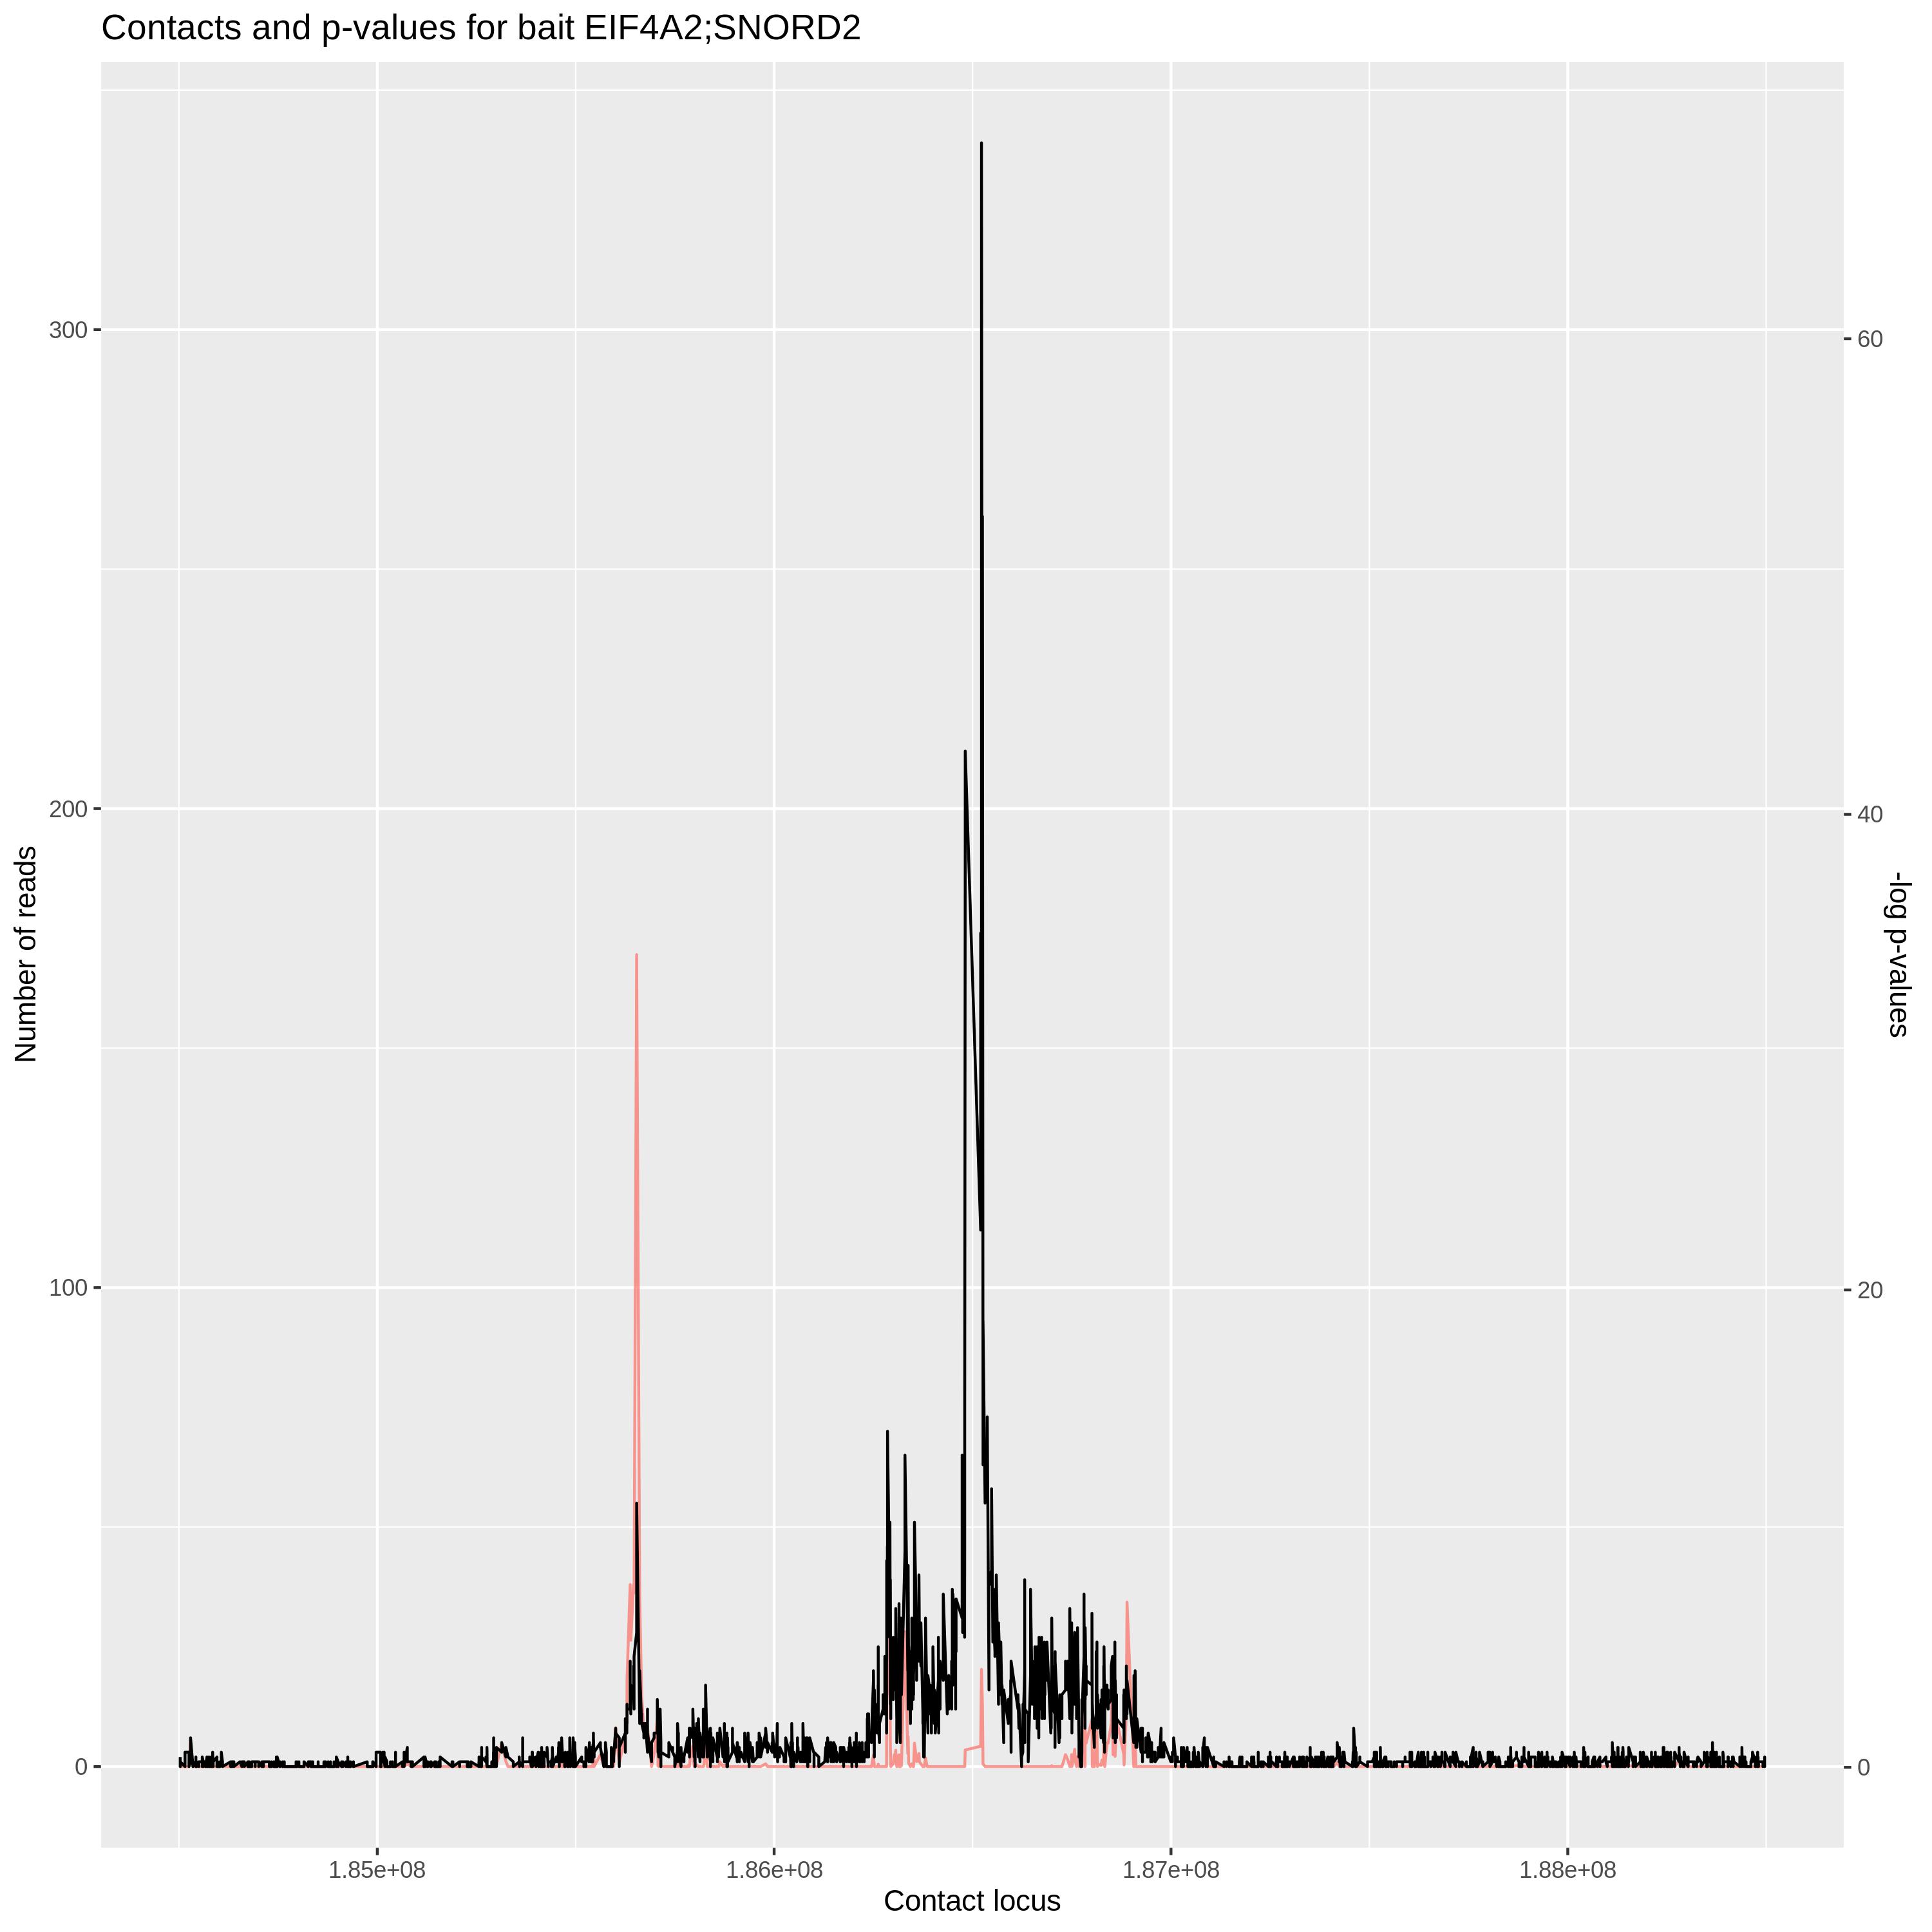 Contacts and p-values for bait EIF4A2;SNORD2
300
200
100
0
Number of reads
60
40
20
0
-log p-values
1.85e+08
1.86e+08
1.87e+08
1.88e+08
Contact locus